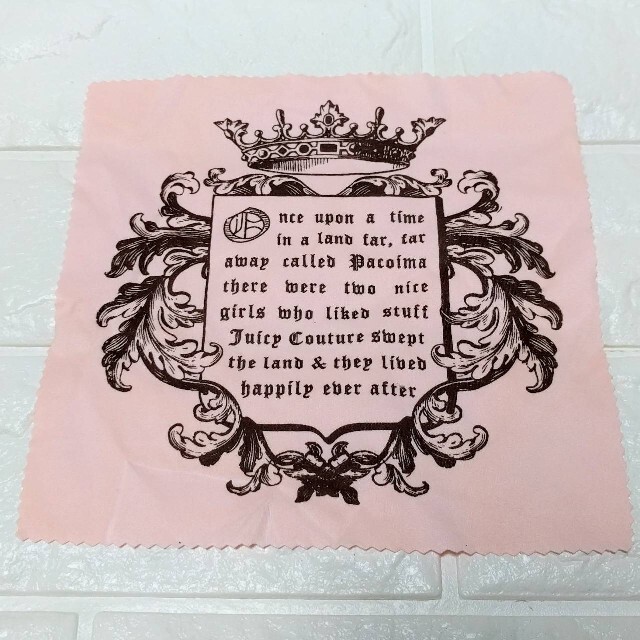 Once upon a time
in a land far, far
away called Pacoima
there were two nice
girls who liked stuff
Juicy Couture swept
the land & they lived
happily ever after